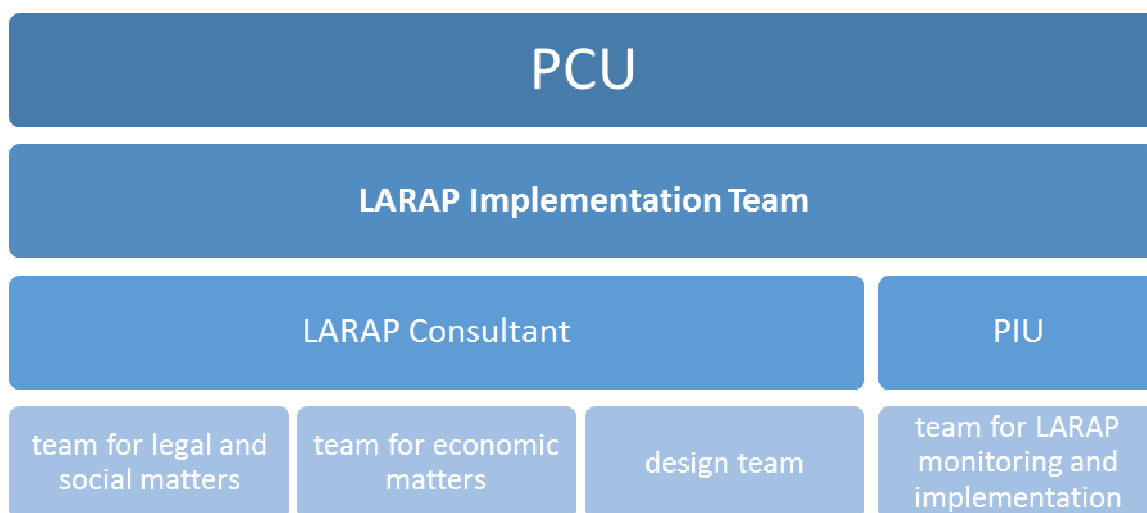 PCU
LARAP Implementation Team
LARAP Consultant
PIU
team for legal and
social matters
team for economic
matters
design team
team for LARAP
monitoring and
implementation